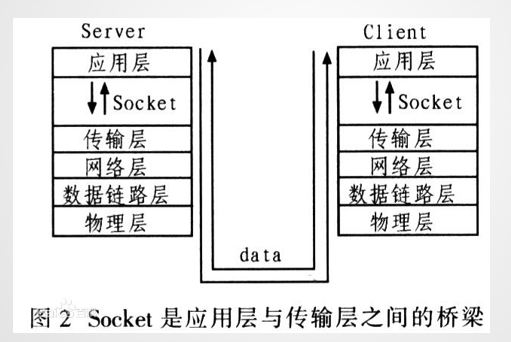 Server
应用层
Socket
传输层
网络层
数据链路层
物理层
Client
应用层
Socket
传输层
网络层
数据链路层
物理层
data
图 2 Socket 是应用层与传输层之间的桥梁